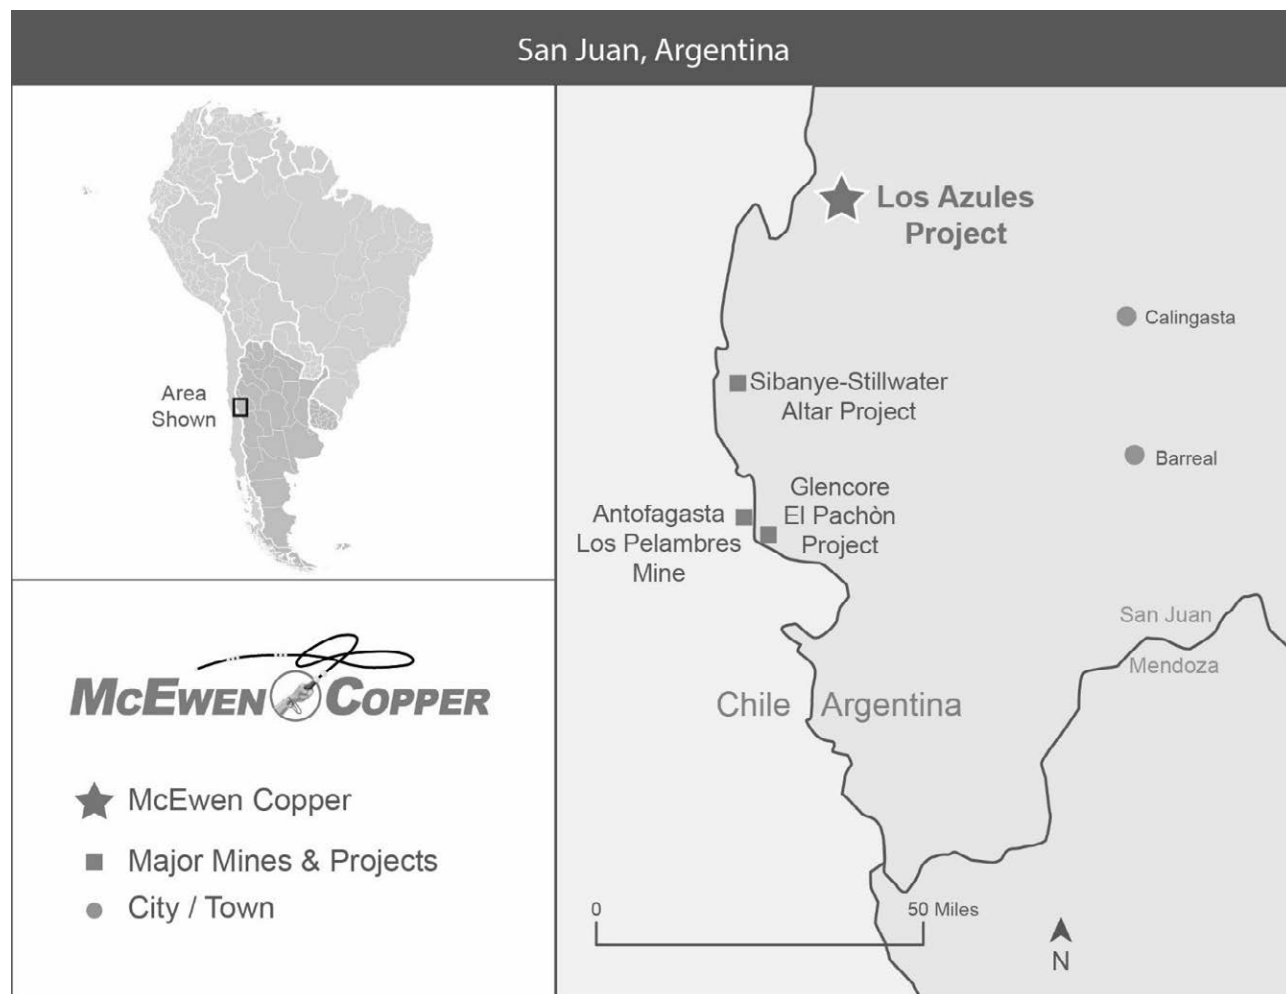 San Juan, Argentina
Area
Shown
McEwen Copper
McEwen Copper
Major Mines & Projects
City / Town
Los Azules
Project
Calingasta
Sibanye-Stillwater
Altar Project
Barreal
Glencore
El Pachòn
Project
Antofagasta
Los Pelambres
Mine
San Juan
Mendoza
Chile
Argentina
0
50 Miles
N